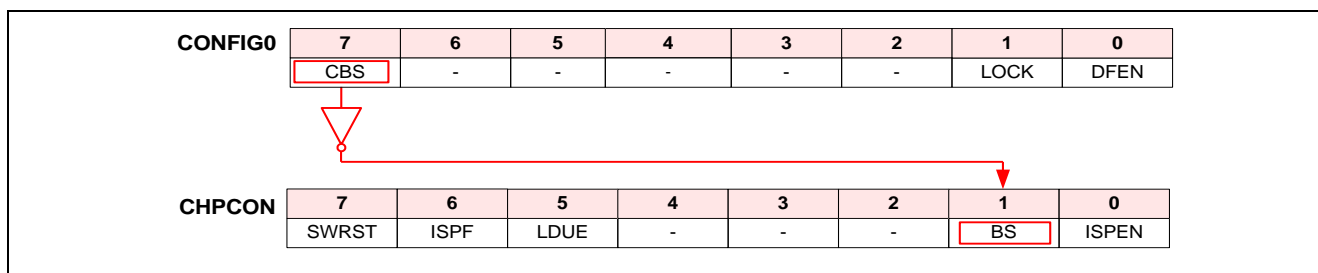 CONFIG0 7 6 5 4 3 2 1 0
CBS - - - - - LOCK DFEN
CHPCON 7 6 5 4 3 2 1 0
SWRST ISPF LDUE - - - BS ISPEN